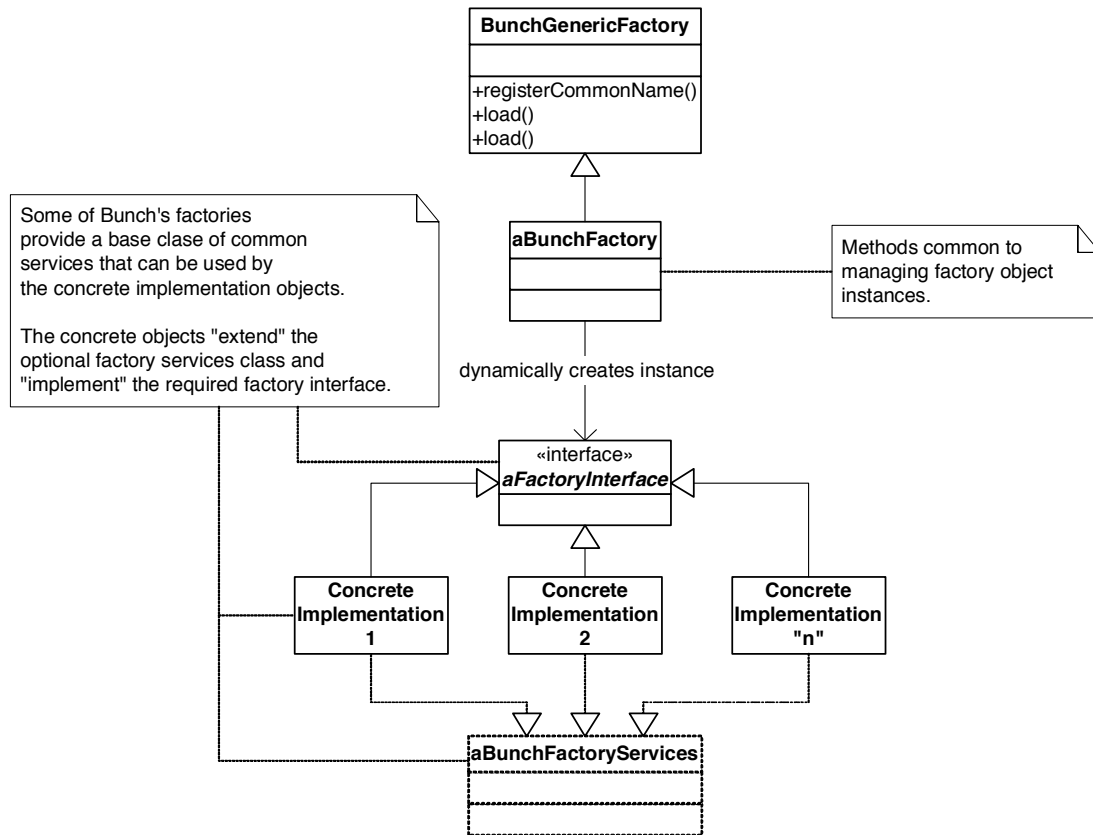 BunchGenericFactory
+registerCommonName()
+load()
+load()
Some of Bunch's factories
provide a base clase of common
services that can be used by
the concrete implementation objects.
The concrete objects "extend" the
optional factory services class and
"implement" the required factory interface.
aBunchFactory
Methods common to
managing factory object
instances.
dynamically creates instance
«interface»
aFactoryInterface
Concrete
Implementation
1
Concrete
Implementation
2
Concrete
Implementation
"n"
aBunchFactoryServices